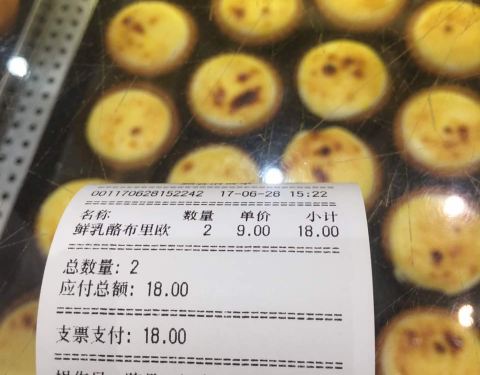 001170628152242 17-06-28 15:22
名称 数量 单价 小计
鲜乳酪布里欧 2 9.00 18.00
总数量: 2
应付总额: 18.00
支票支付: 18.00